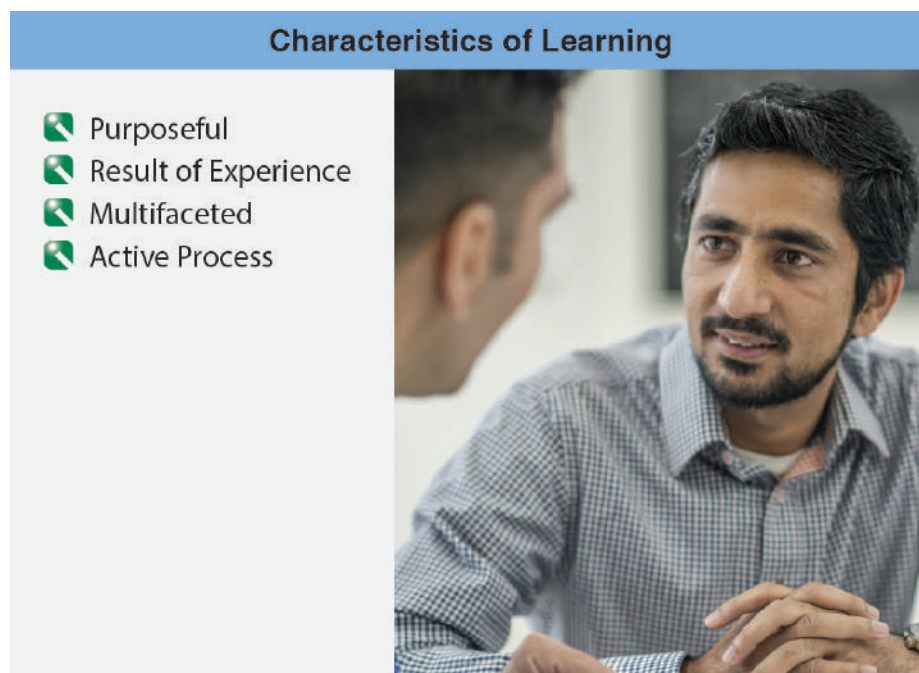 Characteristics of Learning
Purposeful
Result of Experience
Multifaceted
Active Process